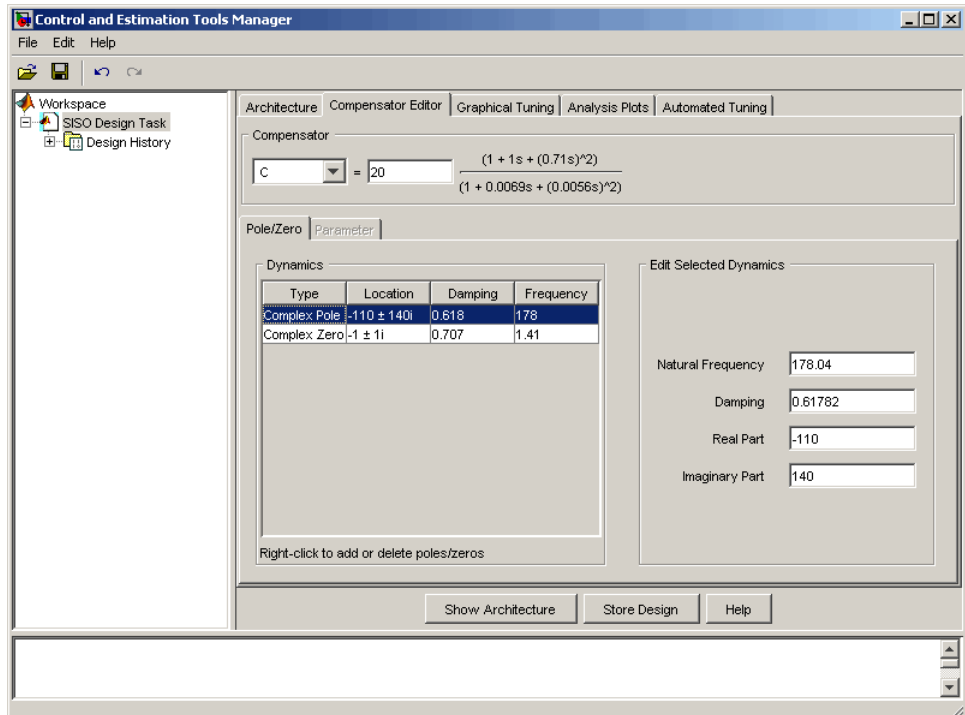 Control and Estimation Tools Manager
File Edit Help
Workspace
SISO Design Task
Design History
Architecture Compensator Editor Graphical Tuning Analysis Plots Automated Tuning
Compensator
C = 20
(1 + 1s + (0.71s)^2)
(1 + 0.0069s + (0.0056s)^2)
Pole/Zero Parameter
Dynamics
Type Location Damping Frequency
Complex Pole -110 ± 140i 0.618 178
Complex Zero -1 ± 1i 0.707 1.41
Right-click to add or delete poles/zeros
Edit Selected Dynamics
Natural Frequency 178.04
Damping 0.61782
Real Part -110
Imaginary Part 140
Show Architecture Store Design Help